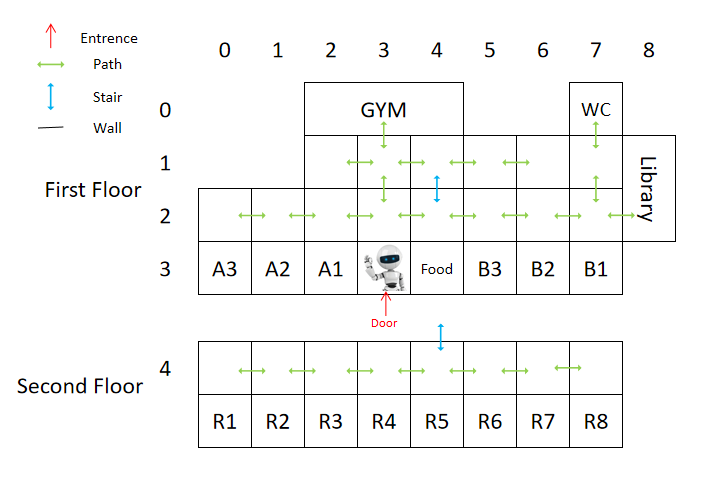 Entrence
Path
Stair
Wall
0 1 2 3 4 5 6 7 8
0 GYM WC
1
First Floor
Library
2
3 A3 A2 A1 Food B3 B2 B1
Door
4
Second Floor
R1 R2 R3 R4 R5 R6 R7 R8